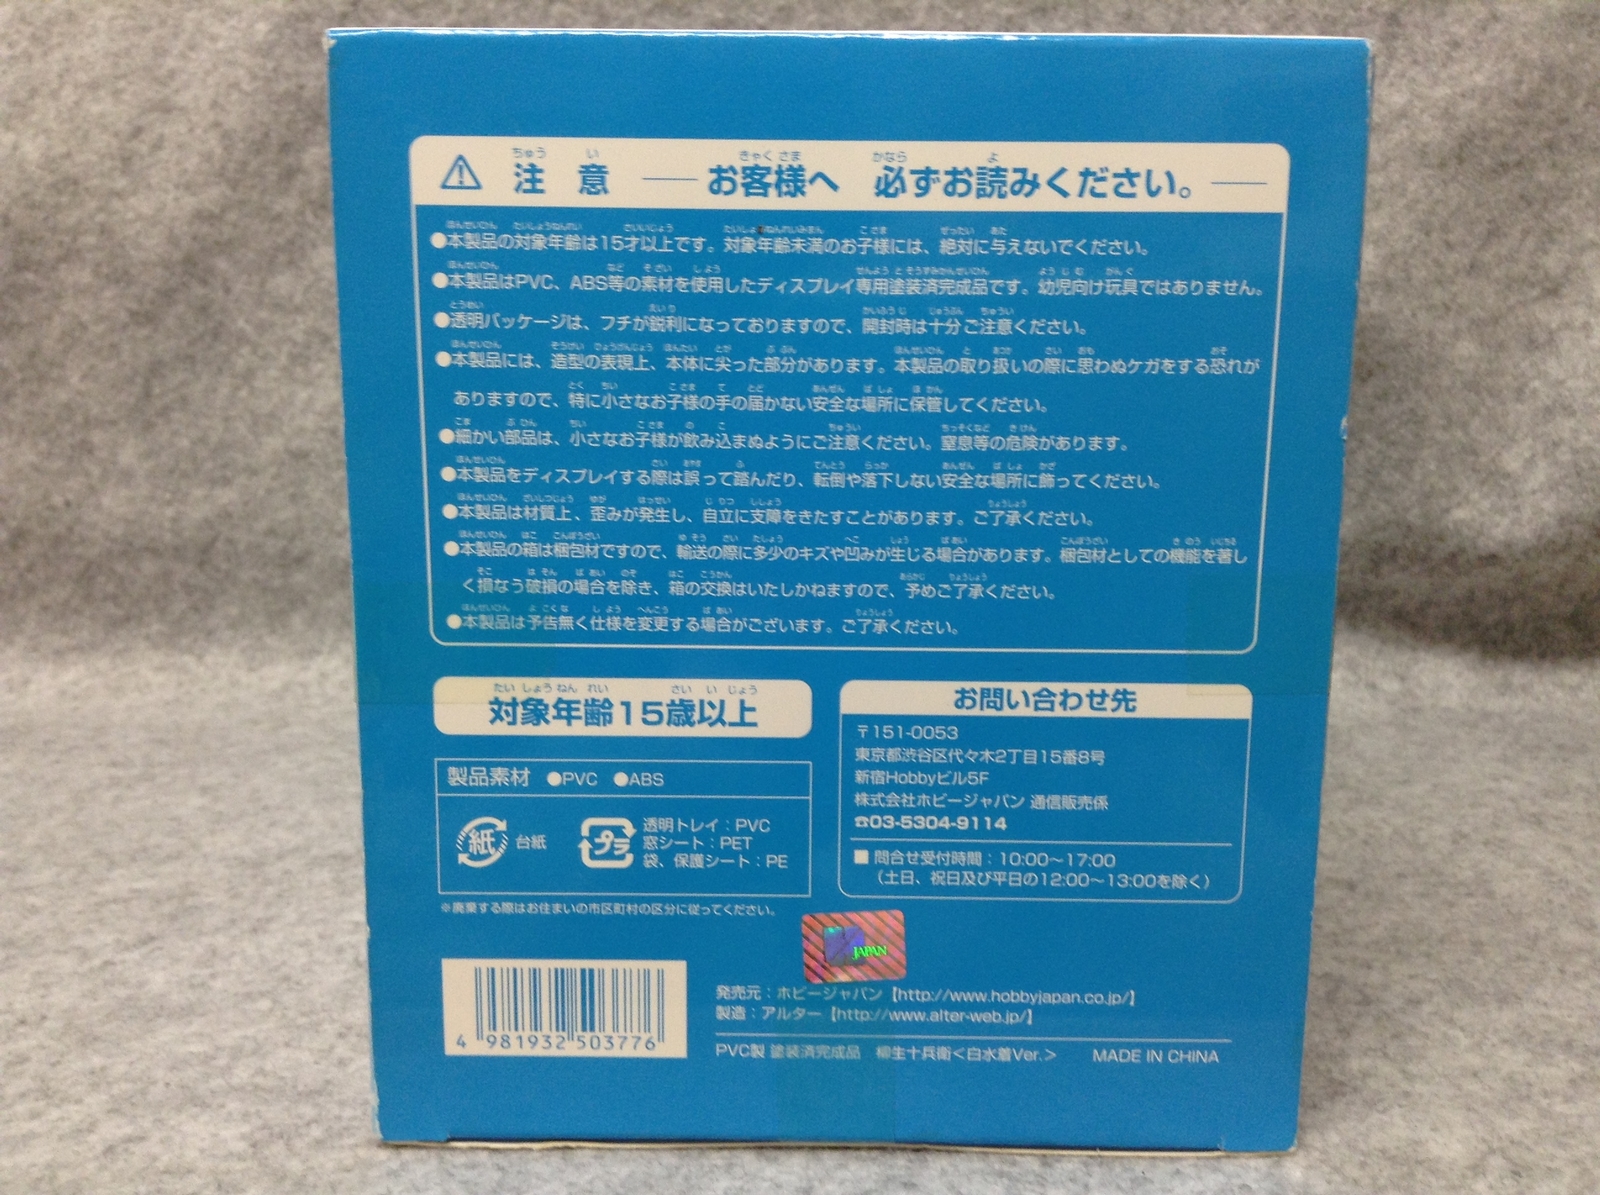 ⚠ 注意 ── お客様へ 必ずお読みください。 ──
●本製品の対象年齢は15才以上です。対象年齢未満のお子様には、絶対に与えないでください。
●本製品はPVC、ABS等の素材を使用したディスプレイ専用塗装済完成品です。幼児向け玩具ではありません。
●透明パッケージは、フチが鋭利になっておりますので、開封時は十分ご注意ください。
●本製品には、造型の表現上、本体に尖った部分があります。本製品の取り扱いの際に思わぬケガをする恐れが
ありますので、特に小さなお子様の手の届かない安全な場所に保管してください。
●細かい部品は、小さなお子様が飲み込まぬようにご注意ください。窒息等の危険があります。
●本製品をディスプレイする際は誤って踏んだり、転倒や落下しない安全な場所に飾ってください。
●本製品は材質上、歪みが発生し、自立に支障をきたすことがあります。ご了承ください。
●本製品の箱は梱包材ですので、輸送の際に多少のキズや凹みが生じる場合があります。梱包材としての機能を著し
く損なう破損の場合を除き、箱の交換はいたしかねますので、予めご了承ください。
●本製品は予告無く仕様を変更する場合がございます。ご了承ください。
対象年齢15歳以上
製品素材 ●PVC ●ABS
紙 台紙
プラ 透明トレイ：PVC
窓シート：PET
袋、保護シート：PE
※廃棄する際はお住まいの市区町村の区分に従ってください。
お問い合わせ先
〒151-0053
東京都渋谷区代々木2丁目15番8号
新宿Hobbyビル5F
株式会社ホビージャパン 通信販売係
☎03-5304-9114
■ 問合せ受付時間：10:00～17:00
（土日、祝日及び平日の12:00～13:00を除く）
JAPAN
4 981932 503776
発売元：ホビージャパン【http://www.hobbyjapan.co.jp/】
製造：アルター【http://www.alter-web.jp/】
PVC製 塗装済完成品 柳生十兵衛＜白水着Ver.＞ MADE IN CHINA